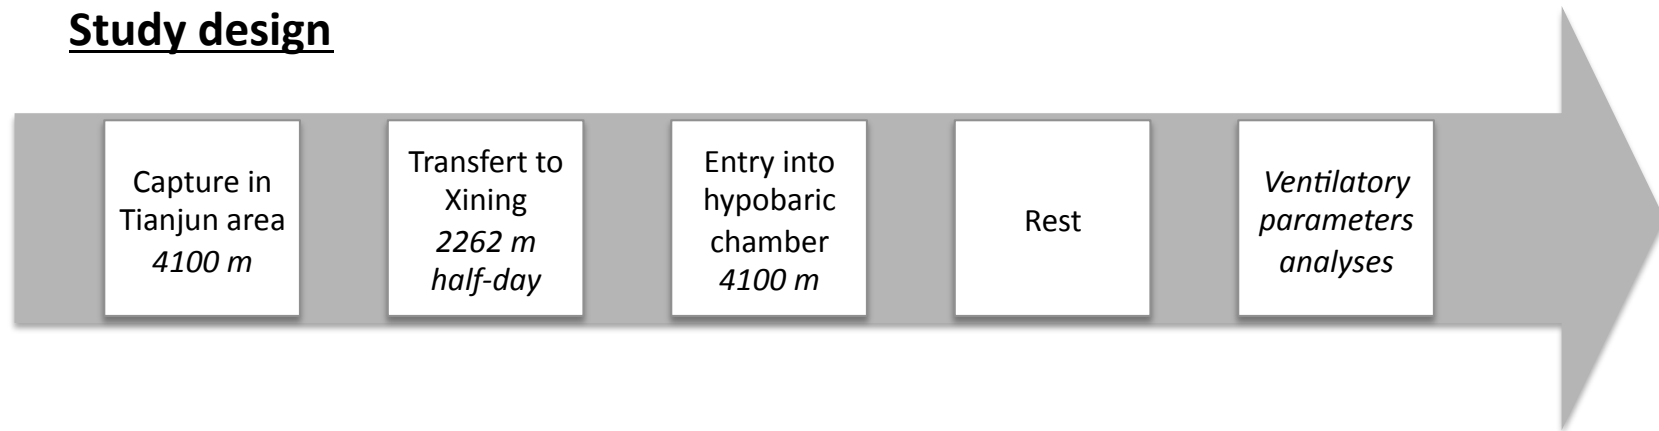 Study design
Capture in
Tianjun area
4100 m
Transfert to
Xining
2262 m
half-day
Entry into
hypobaric
chamber
4100 m
Rest
Ventilatory
parameters
analyses